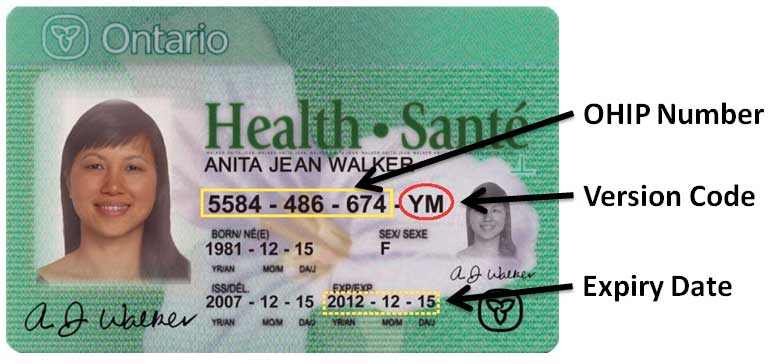 Ontario
Health • Santé
ANITA JEAN WALKER
5584 - 486 - 674 - YM
BORN/ NÉ(E) SEX/ SEXE
1981 - 12 - 15 F
YR/AN MO/M DA/J
ISS/DÉL. EXP/EXP
2007 - 12 - 15 2012 - 12 - 15
YR/AN MO/M DA/J YR/AN MO/M DA/J
A J Walker
A J Walker
OHIP Number
Version Code
Expiry Date